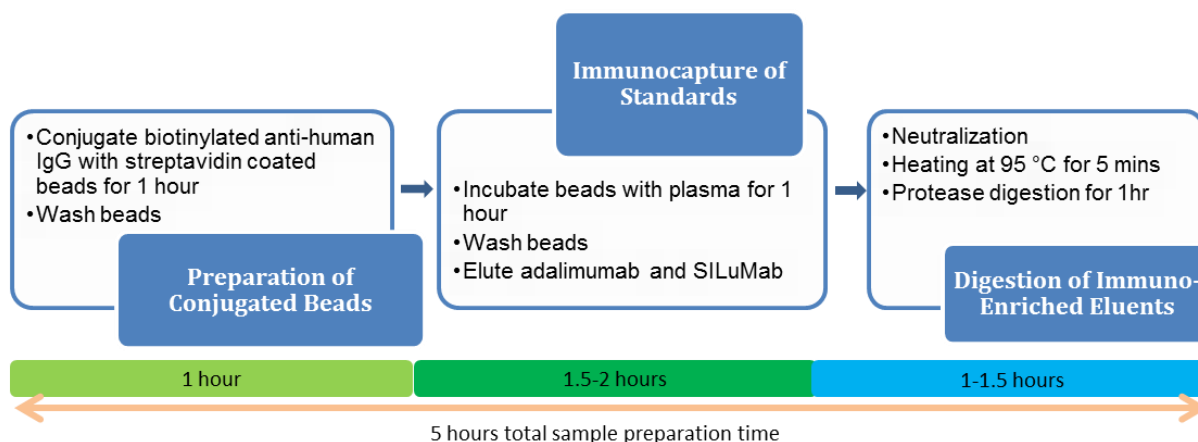 •Conjugate biotinylated anti-human
IgG with streptavidin coated
beads for 1 hour
•Wash beads
Preparation of
Conjugated Beads
Immunocapture of
Standards
•Incubate beads with plasma for 1
hour
•Wash beads
•Elute adalimumab and SILuMab
•Neutralization
•Heating at 95 °C for 5 mins
•Protease digestion for 1hr
Digestion of Immuno-
Enriched Eluents
1 hour
1.5-2 hours
1-1.5 hours
5 hours total sample preparation time